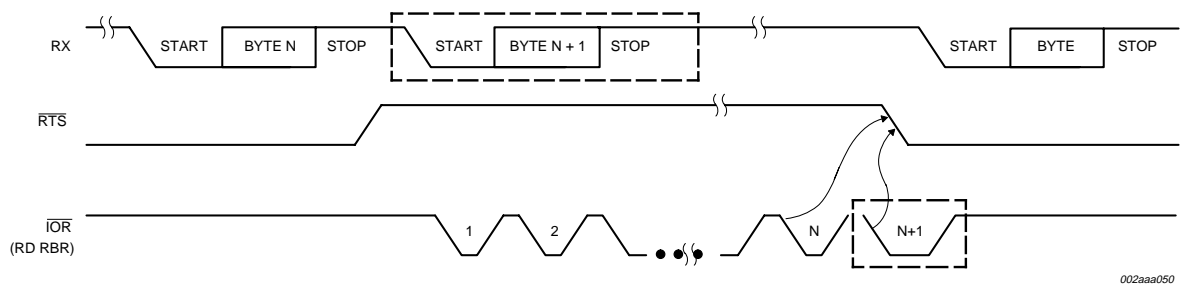 RX
START
BYTE N
STOP
START
BYTE N + 1
STOP
START
BYTE
STOP
RTS
IOR
(RD RBR)
1
2
N
N+1
002aaa050